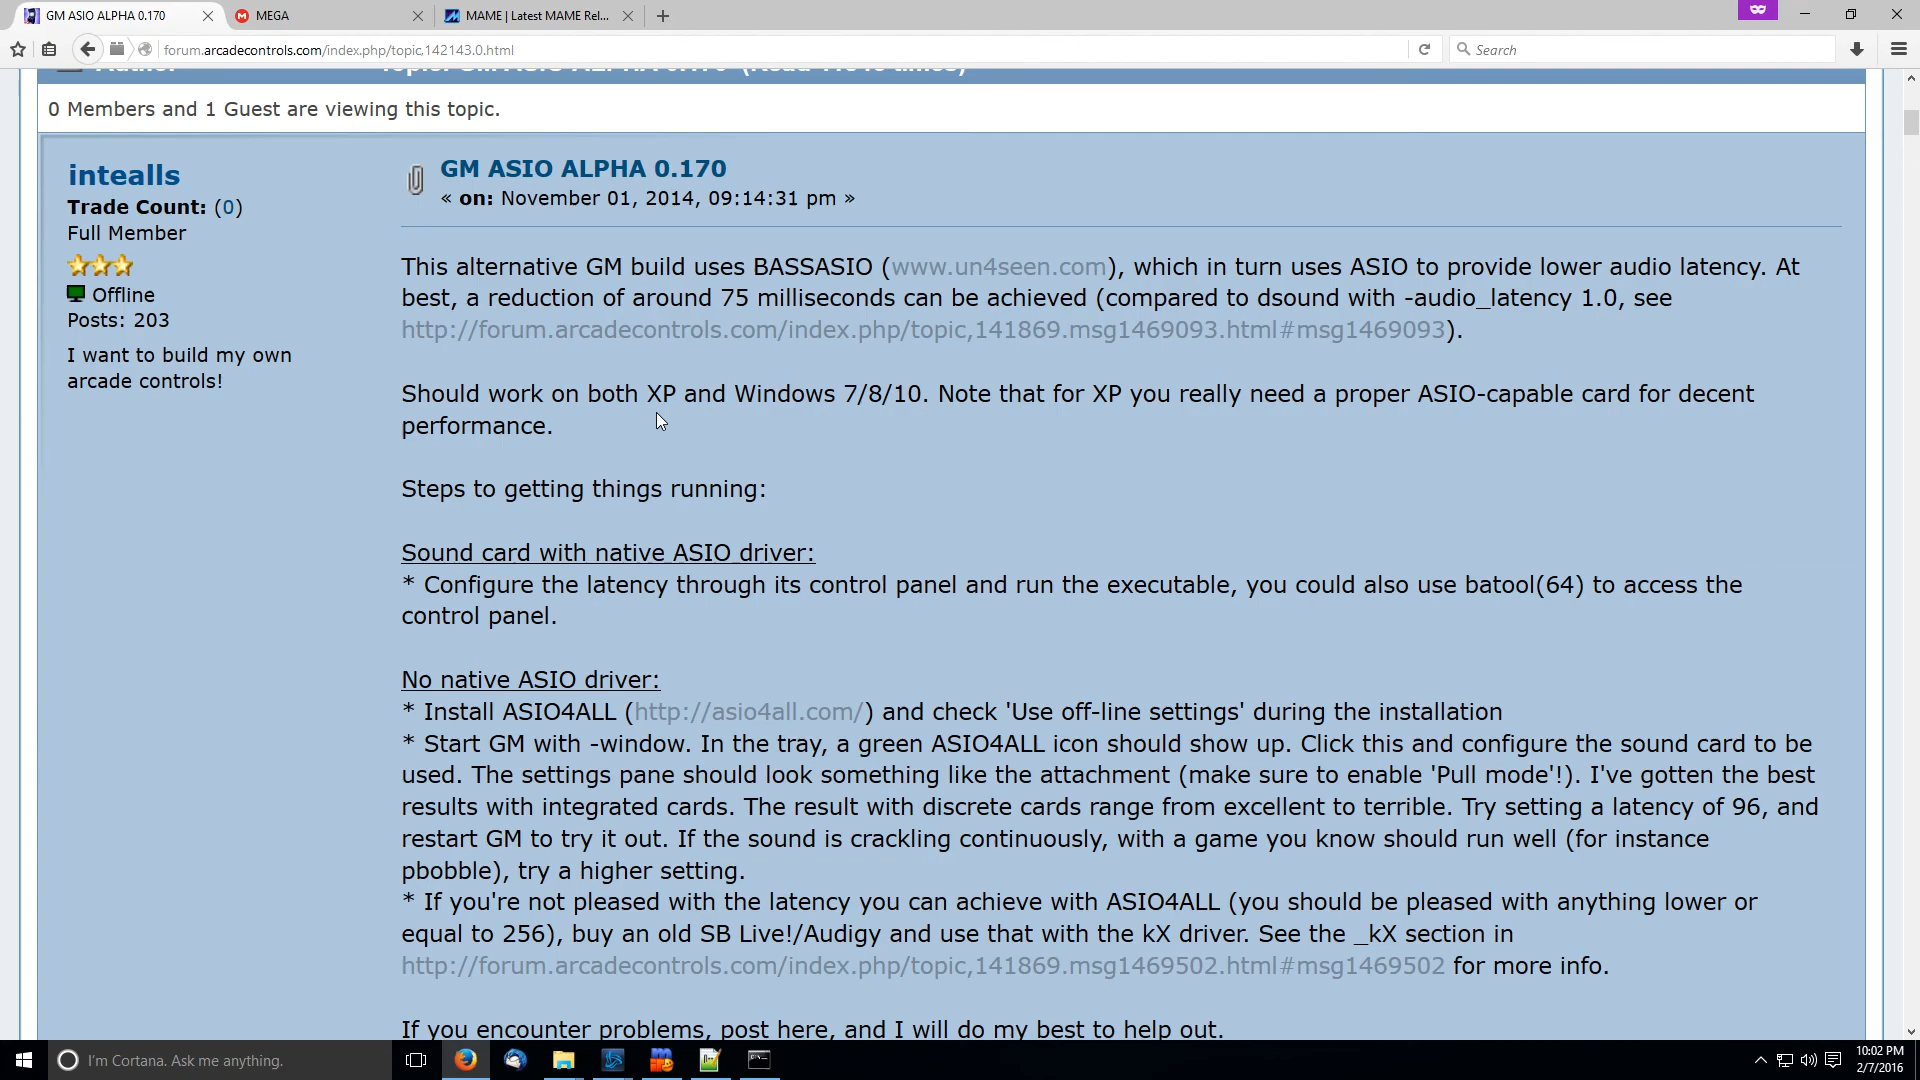 GM ASIO ALPHA 0.170
MEGA
MAME | Latest MAME Rel...
forum.arcadecontrols.com/index.php/topic,142143.0.html
Search
Topic: GM ASIO ALPHA 0.170
0 Members and 1 Guest are viewing this topic.
intealls
Trade Count: (0)
Full Member
Offline
Posts: 203
I want to build my own
arcade controls!
GM ASIO ALPHA 0.170
« on: November 01, 2014, 09:14:31 pm »
This alternative GM build uses BASSASIO (www.un4seen.com), which in turn uses ASIO to provide lower audio latency. At
best, a reduction of around 75 milliseconds can be achieved (compared to dsound with -audio_latency 1.0, see
http://forum.arcadecontrols.com/index.php/topic,141869.msg1469093.html#msg1469093).
Should work on both XP and Windows 7/8/10. Note that for XP you really need a proper ASIO-capable card for decent
performance.
Steps to getting things running:
Sound card with native ASIO driver:
* Configure the latency through its control panel and run the executable, you could also use batool(64) to access the
control panel.
No native ASIO driver:
* Install ASIO4ALL (http://asio4all.com/) and check 'Use off-line settings' during the installation
* Start GM with -window. In the tray, a green ASIO4ALL icon should show up. Click this and configure the sound card to be
used. The settings pane should look something like the attachment (make sure to enable 'Pull mode'!). I've gotten the best
results with integrated cards. The result with discrete cards range from excellent to terrible. Try setting a latency of 96, and
restart GM to try it out. If the sound is crackling continuously, with a game you know should run well (for instance
pbobble), try a higher setting.
* If you're not pleased with the latency you can achieve with ASIO4ALL (you should be pleased with anything lower or
equal to 256), buy an old SB Live!/Audigy and use that with the kX driver. See the _kX section in
http://forum.arcadecontrols.com/index.php/topic,141869.msg1469502.html#msg1469502 for more info.
If you encounter problems, post here, and I will do my best to help out.
I'm Cortana. Ask me anything.
10:02 PM
2/7/2016